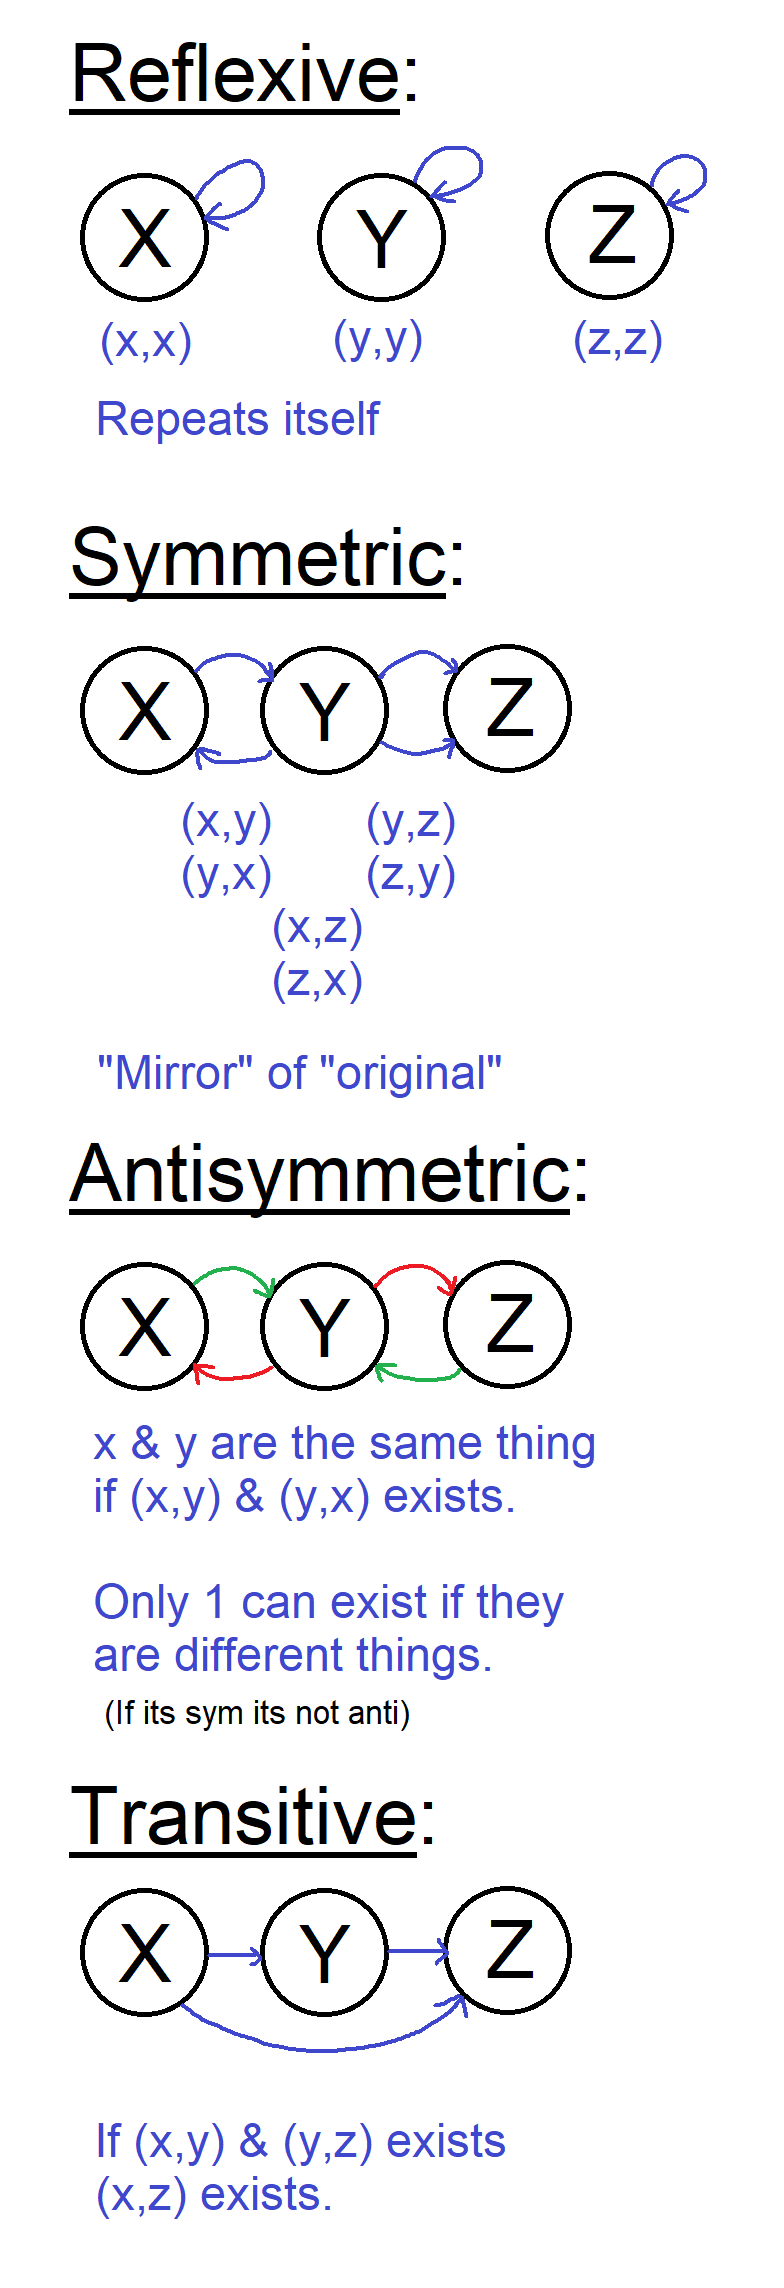 Reflexive:
X Y Z
(x,x) (y,y) (z,z)
Repeats itself
Symmetric:
X Y Z
(x,y) (y,z)
(y,x) (z,y)
(x,z)
(z,x)
"Mirror" of "original"
Antisymmetric:
X Y Z
x & y are the same thing
if (x,y) & (y,x) exists.
Only 1 can exist if they
are different things.
(If its sym its not anti)
Transitive:
X Y Z
If (x,y) & (y,z) exists
(x,z) exists.